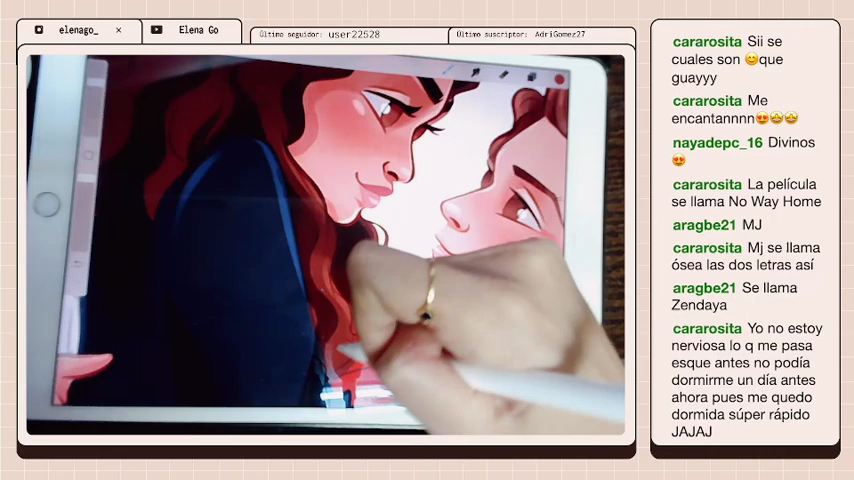 elenago_ ×
Elena Go
Último seguidor: user22528
Último suscriptor: AdriGomez27
cararosita Sii se
cuales son 😊que
guayyy
cararosita Me
encantannnn😍🤩🤩
nayadepc_16 Divinos
😍
cararosita La película
se llama No Way Home
aragbe21 MJ
cararosita Mj se llama
ósea las dos letras así
aragbe21 Se llama
Zendaya
cararosita Yo no estoy
nerviosa lo q me pasa
esque antes no podía
dormirme un día antes
ahora pues me quedo
dormida súper rápido
JAJAJ